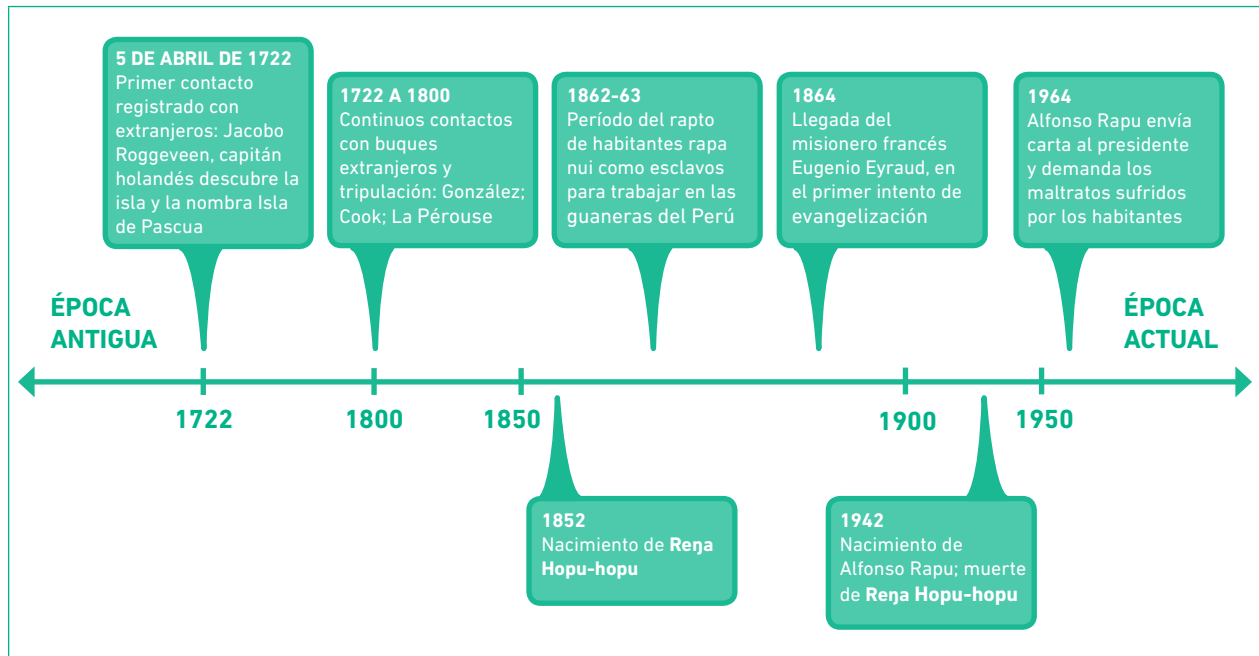 5 DE ABRIL DE 1722
Primer contacto
registrado con
extranjeros: Jacobo
Roggeveen, capitán
holandés descubre la
isla y la nombra Isla
de Pascua
1722 A 1800
Continuos contactos
con buques
extranjeros y
tripulación: González;
Cook; La Pérouse
1862-63
Período del rapto
de habitantes rapa
nui como esclavos
para trabajar en las
guaneras del Perú
1864
Llegada del
misionero francés
Eugenio Eyraud, en
el primer intento de
evangelización
1964
Alfonso Rapu envía
carta al presidente
y demanda los
maltratos sufridos
por los habitantes
ÉPOCA
ANTIGUA
ÉPOCA
ACTUAL
1722
1800
1850
1900
1950
1852
Nacimiento de Reŋa
Hopu-hopu
1942
Nacimiento de
Alfonso Rapu; muerte
de Reŋa Hopu-hopu